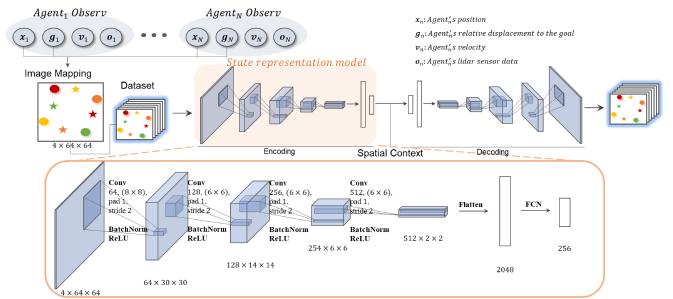 Agent₁ Observ
Agent_N Observ
x₁ g₁ v₁ o₁
x_N g_N v_N o_N
xₙ: Agentₙ′s position
gₙ: Agentₙ′s relative displacement to the goal
vₙ: Agentₙ′s velocity
oₙ: Agentₙ′s lidar sensor data
Image Mapping
Dataset
State representation model
4 × 64 × 64
Encoding
Spatial Context
Decoding
Conv
64, (8 × 8),
pad 1,
stride 2
BatchNorm
ReLU
Conv
128, (6 × 6),
pad 1,
stride 2
BatchNorm
ReLU
Conv
256, (6 × 6),
pad 1,
stride 2
BatchNorm
ReLU
Conv
512, (6 × 6),
pad 1,
stride 2
BatchNorm
ReLU
Flatten
FCN
4 × 64 × 64
64 × 30 × 30
128 × 14 × 14
254 × 6 × 6
512 × 2 × 2
2048
256